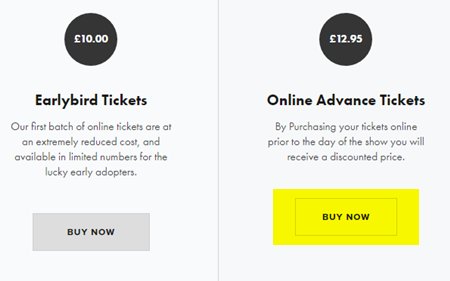 £10.00
Earlybird Tickets
Our first batch of online tickets are at
an extremely reduced cost, and
available in limited numbers for the
lucky early adopters.
BUY NOW
£12.95
Online Advance Tickets
By Purchasing your tickets online
prior to the day of the show you will
receive a discounted price.
BUY NOW